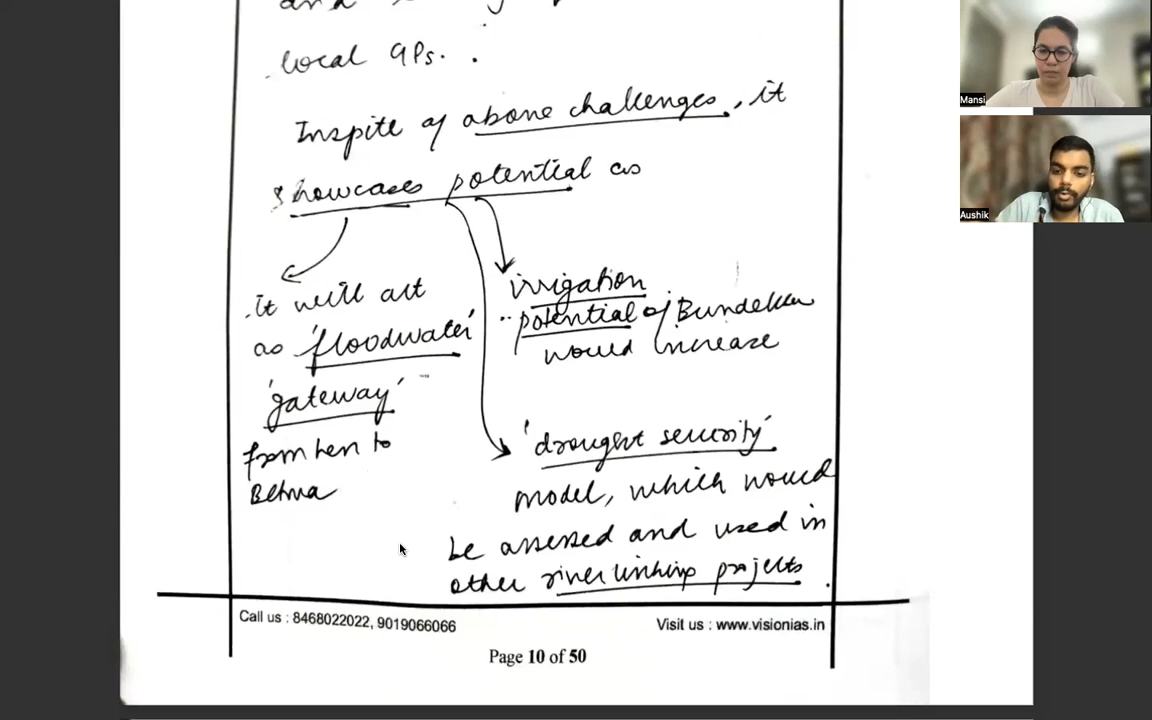 local GPs.
Inspite of above challenges, it
showcases potential as
it will act
as 'floodwater'
'gateway'
from ken to
Betwa
irrigation
potential of
would increase
'drought security'
model, which would
be assessed and used in
other river linking projects.
Call us : 8468022022, 9019066066
Visit us : www.visionias.in
Page 10 of 50
Mansi
Aushik